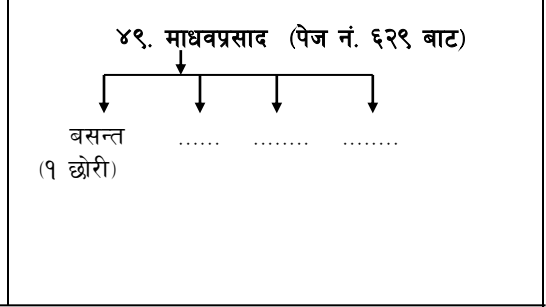 ४९. माधवप्रसाद (पेज नं. ६२९ बाट)
बसन्त ...... ........ ........
(१ छोरी)